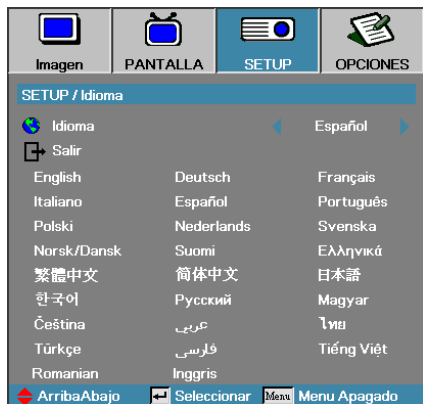 Imagen PANTALLA SETUP OPCIONES
SETUP / Idioma
Idioma Español
Salir
English Deutsch Français
Italiano Español Português
Polski Nederlands Svenska
Norsk/Dansk Suomi Ελληνικά
繁體中文 简体中文 日本語
한국어 Русский Magyar
Čeština عربي ไทย
Türkçe فارسی Tiếng Việt
Romanian Inggris
ArribaAbajo Seleccionar Menu Menu Apagado